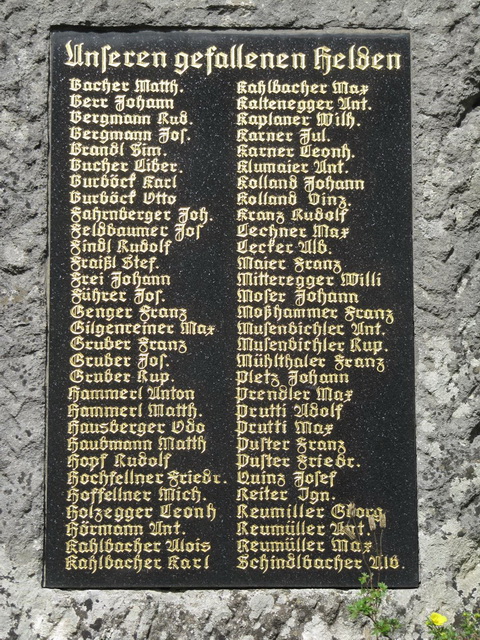 Unseren gefallenen Helden
Bacher Matth.
Berr Johann
Bergmann Rud.
Bergmann Jos.
Brandl Sim.
Bucher Tiber.
Burböck Karl
Burböck Otto
Fahrnberger Joh.
Feldbaumer Jos
Findl Rudolf
Fraißl Stef.
Frei Johann
Führer Jos.
Genger Franz
Gilgenreiner Max
Gruber Franz
Gruber Jos.
Gruber Rup.
Hammerl Anton
Hammerl Matth.
Hausberger Odo
Haubmann Matth
Hopf Rudolf
Hochfellner Friedr.
Hoffellner Mich.
Holzegger Leonh
Hörmann Ant.
Kahlbacher Alois
Kahlbacher Karl
Kahlbacher Max
Kaltenegger Ant.
Kaplaner Wilh.
Karner Jul.
Karner Leonh.
Klumaier Ant.
Kolland Johann
Kolland Vinz.
Kranz Rudolf
Lechner Max
Lecker Alb.
Maier Franz
Mitteregger Willi
Moser Johann
Moßhammer Franz
Musenbichler Ant.
Musenbichler Rup.
Mühlthaler Franz
Pletz Johann
Prendler Max
Prutti Adolf
Prutti Max
Puster Franz
Puster Friedr.
Quinz Josef
Reiter Ign.
Reumiller Georg
Reumüller Ant.
Reumüller Max
Schindlbacher Alb.